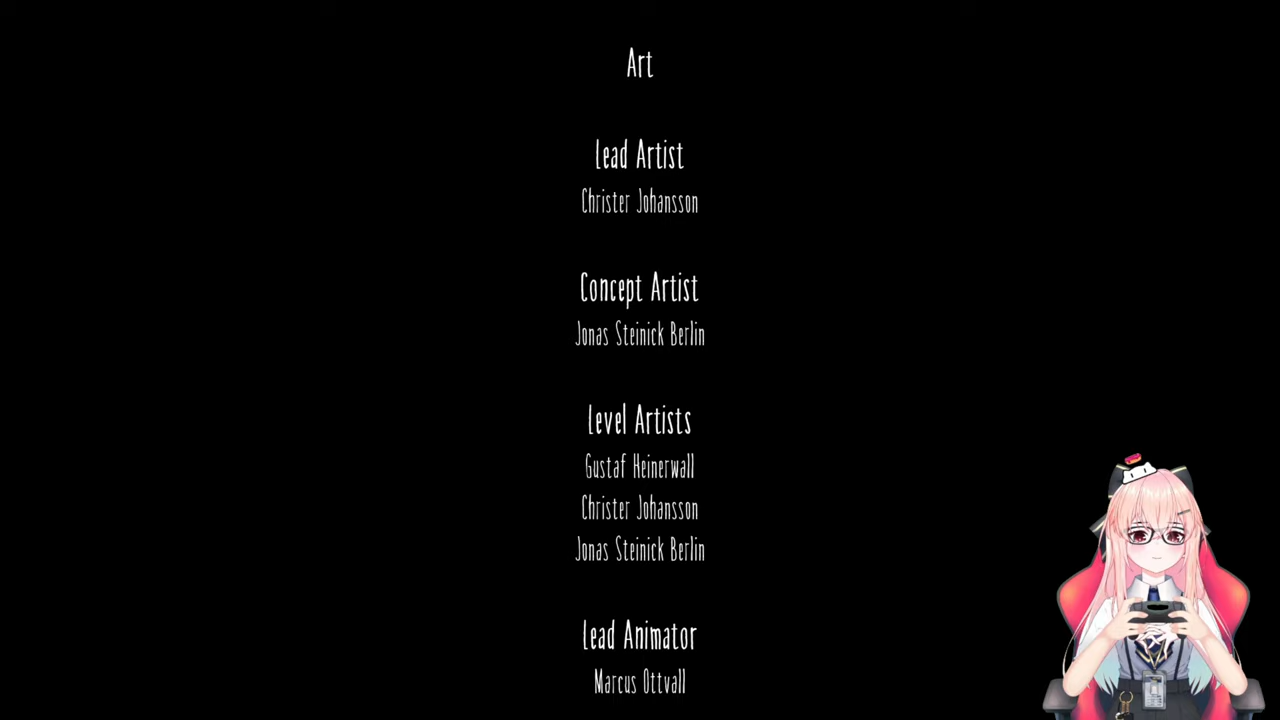 Art
Lead Artist
Christer Johansson
Concept Artist
Jonas Steinick Berlin
Level Artists
Gustaf Heinerwall
Christer Johansson
Jonas Steinick Berlin
Lead Animator
Marcus Ottvall